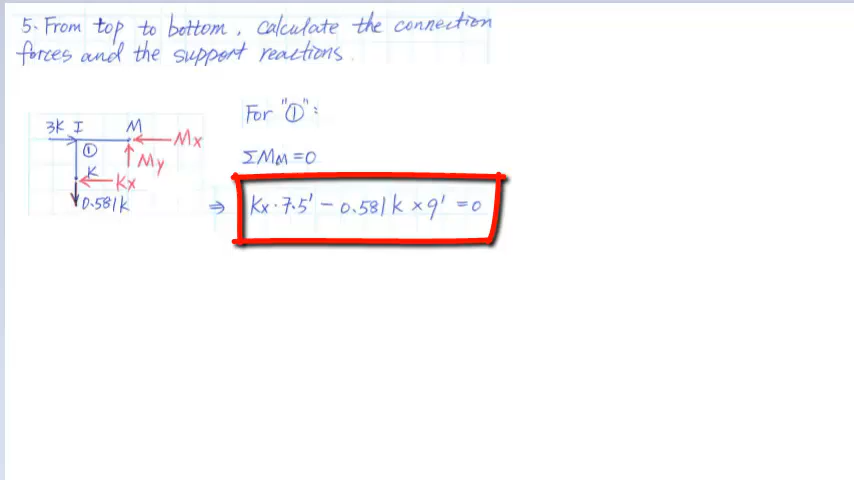 5. From top to bottom, calculate the connection
forces and the support reactions.
For "①":
3K I M
Mx
①
My
K
Kx
0.581k
ΣMM = 0
⇒ Kx · 7.5' - 0.581k × 9' = 0